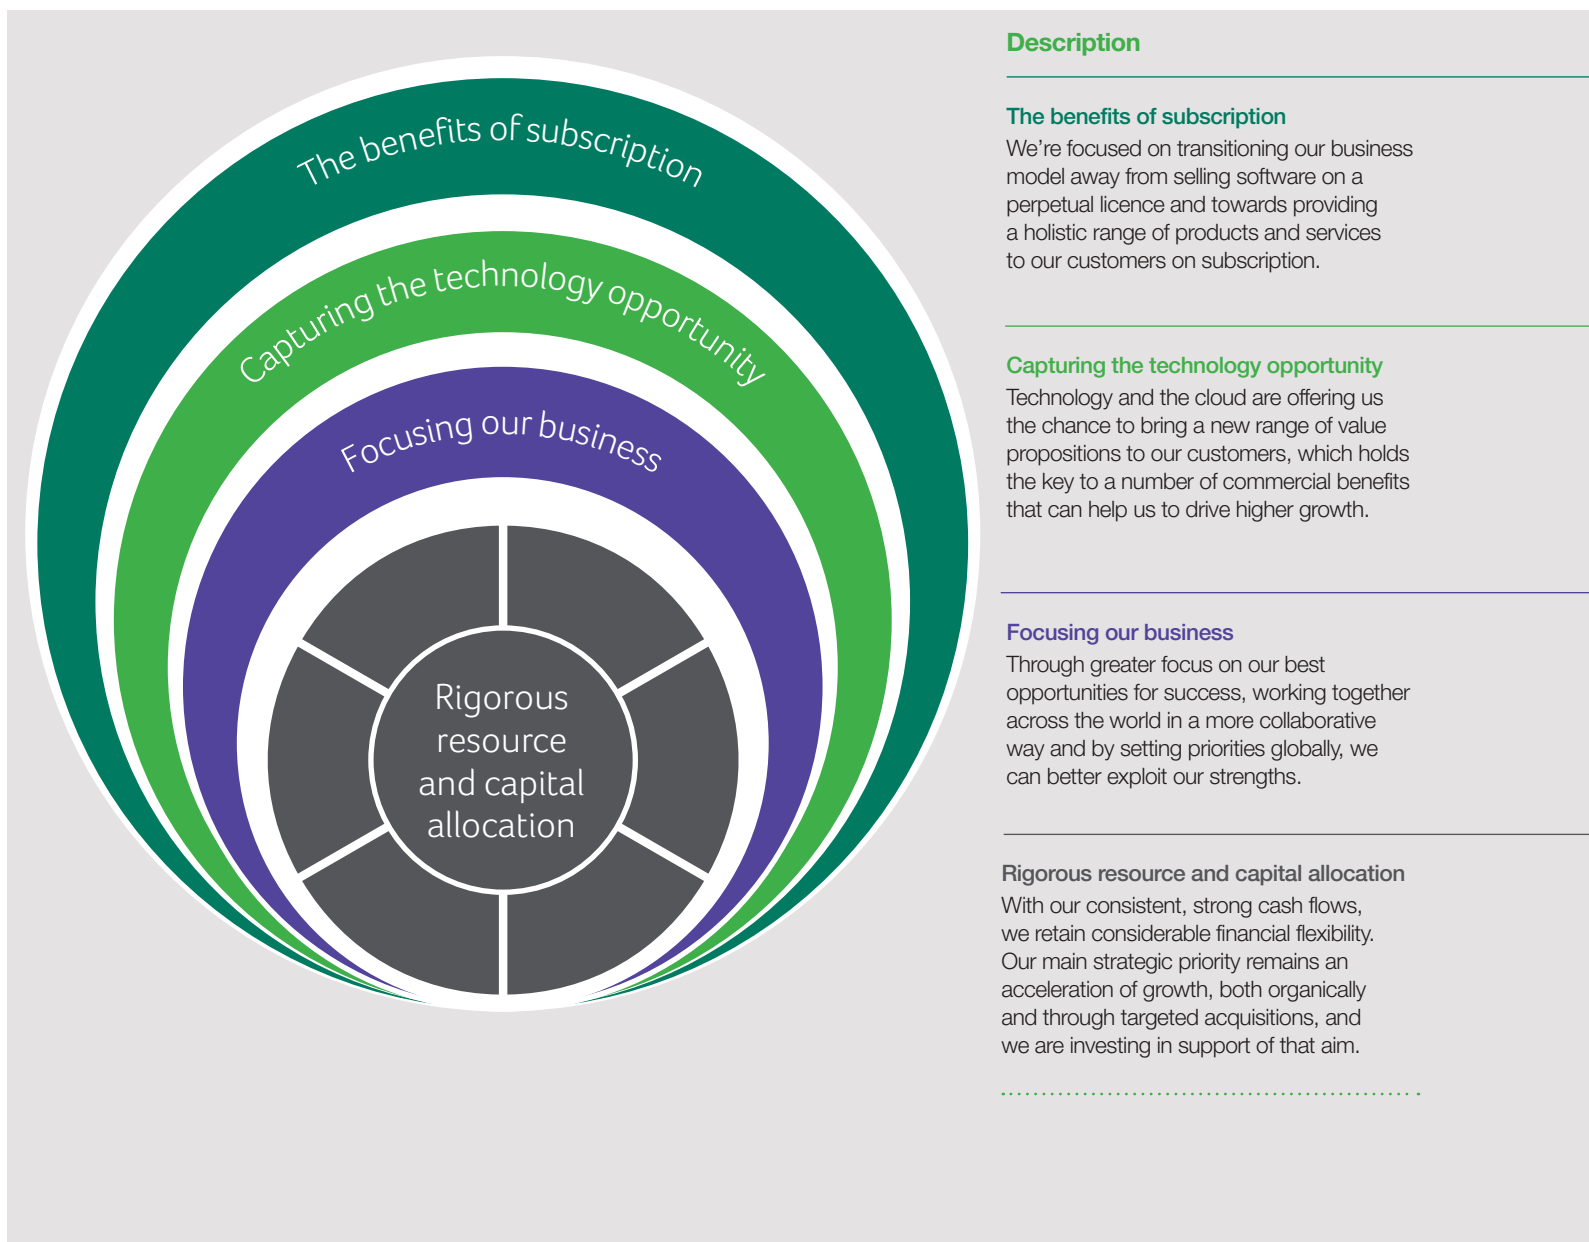 The benefits of subscription
Capturing the technology opportunity
Focusing our business
Rigorous
resource
and capital
allocation
Description
The benefits of subscription
We’re focused on transitioning our business
model away from selling software on a
perpetual licence and towards providing
a holistic range of products and services
to our customers on subscription.
Capturing the technology opportunity
Technology and the cloud are offering us
the chance to bring a new range of value
propositions to our customers, which holds
the key to a number of commercial benefits
that can help us to drive higher growth.
Focusing our business
Through greater focus on our best
opportunities for success, working together
across the world in a more collaborative
way and by setting priorities globally, we
can better exploit our strengths.
Rigorous resource and capital allocation
With our consistent, strong cash flows,
we retain considerable financial flexibility.
Our main strategic priority remains an
acceleration of growth, both organically
and through targeted acquisitions, and
we are investing in support of that aim.